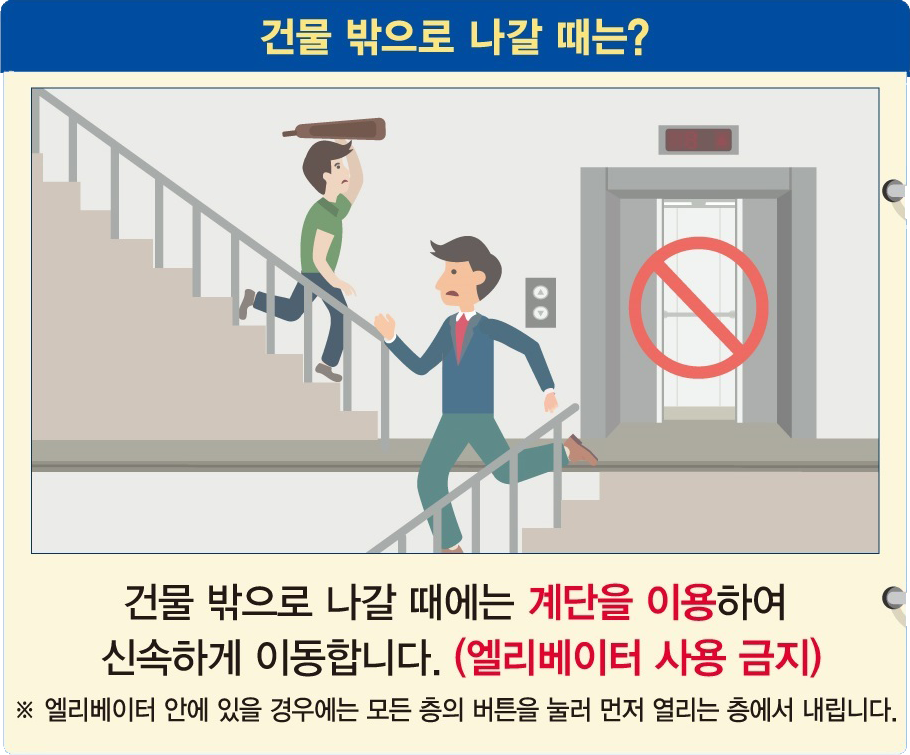 건물 밖으로 나갈 때는?
건물 밖으로 나갈 때에는 계단을 이용하여
신속하게 이동합니다. (엘리베이터 사용 금지)
※ 엘리베이터 안에 있을 경우에는 모든 층의 버튼을 눌러 먼저 열리는 층에서 내립니다.